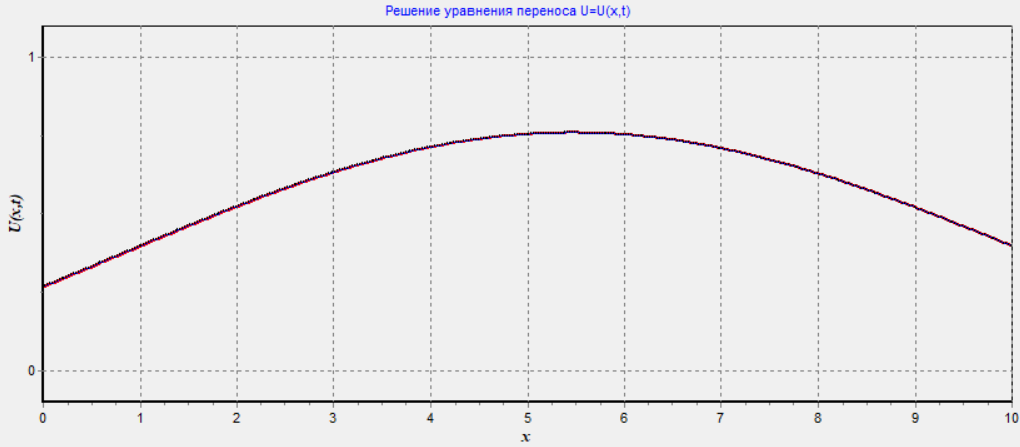 Решение уравнения переноса U=U(x,t)
1
U(x,t)
0
0 1 2 3 4 5 6 7 8 9 10
x